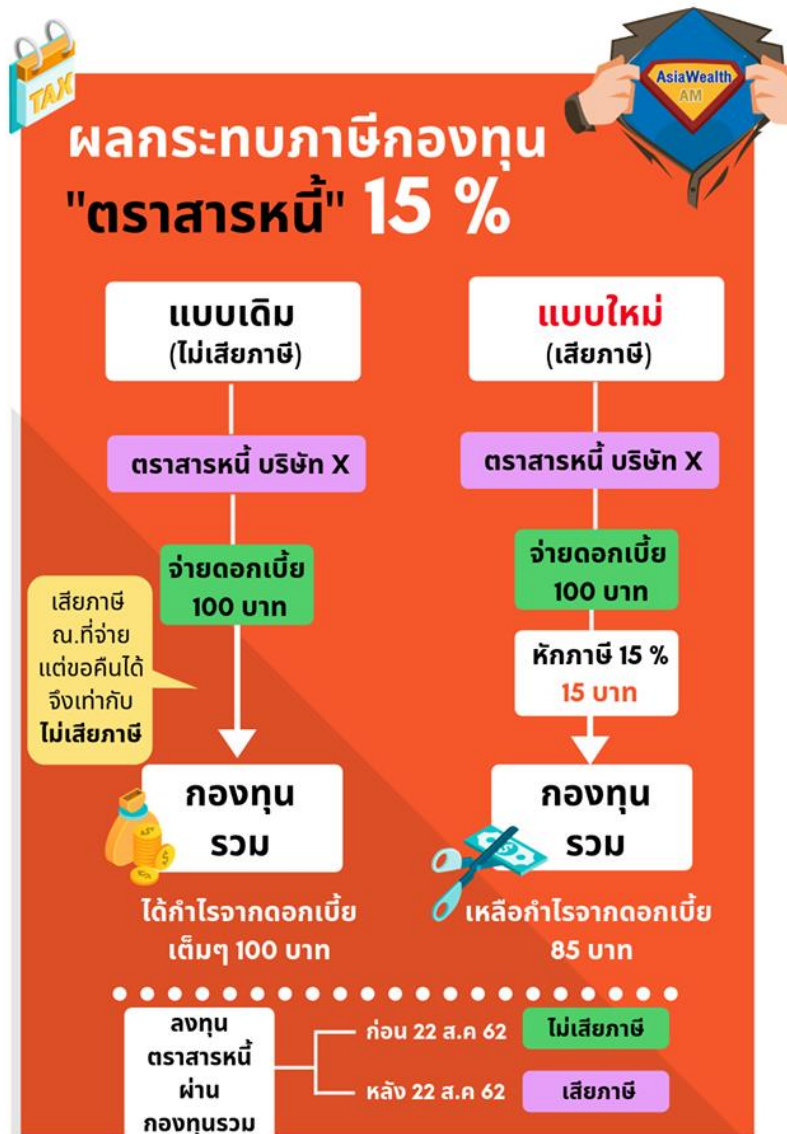 TAX
AsiaWealth
AM
ผลกระทบภาษีกองทุน
"ตราสารหนี้" 15 %
แบบเดิม
(ไม่เสียภาษี)
ตราสารหนี้ บริษัท X
จ่ายดอกเบี้ย
100 บาท
เสียภาษี
ณ.ที่จ่าย
แต่ขอคืนได้
จึงเท่ากับ
ไม่เสียภาษี
กองทุน
รวม
ได้กำไรจากดอกเบี้ย
เต็มๆ 100 บาท
แบบใหม่
(เสียภาษี)
ตราสารหนี้ บริษัท X
จ่ายดอกเบี้ย
100 บาท
หักภาษี 15 %
15 บาท
กองทุน
รวม
เหลือกำไรจากดอกเบี้ย
85 บาท
ลงทุน
ตราสารหนี้
ผ่าน
กองทุนรวม
ก่อน 22 ส.ค 62 ไม่เสียภาษี
หลัง 22 ส.ค 62 เสียภาษี